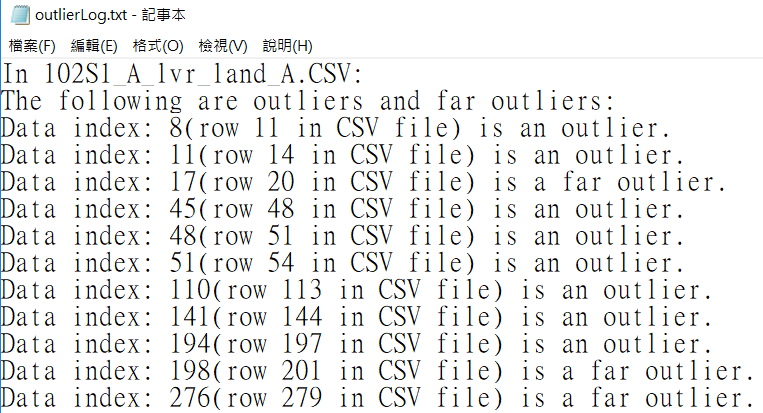 outlierLog.txt - 記事本
檔案(F) 編輯(E) 格式(O) 檢視(V) 說明(H)
In 102S1_A_lvr_land_A.CSV:
The following are outliers and far outliers:
Data index: 8(row 11 in CSV file) is an outlier.
Data index: 11(row 14 in CSV file) is an outlier.
Data index: 17(row 20 in CSV file) is a far outlier.
Data index: 45(row 48 in CSV file) is an outlier.
Data index: 48(row 51 in CSV file) is an outlier.
Data index: 51(row 54 in CSV file) is an outlier.
Data index: 110(row 113 in CSV file) is an outlier.
Data index: 141(row 144 in CSV file) is an outlier.
Data index: 194(row 197 in CSV file) is an outlier.
Data index: 198(row 201 in CSV file) is a far outlier.
Data index: 276(row 279 in CSV file) is a far outlier.